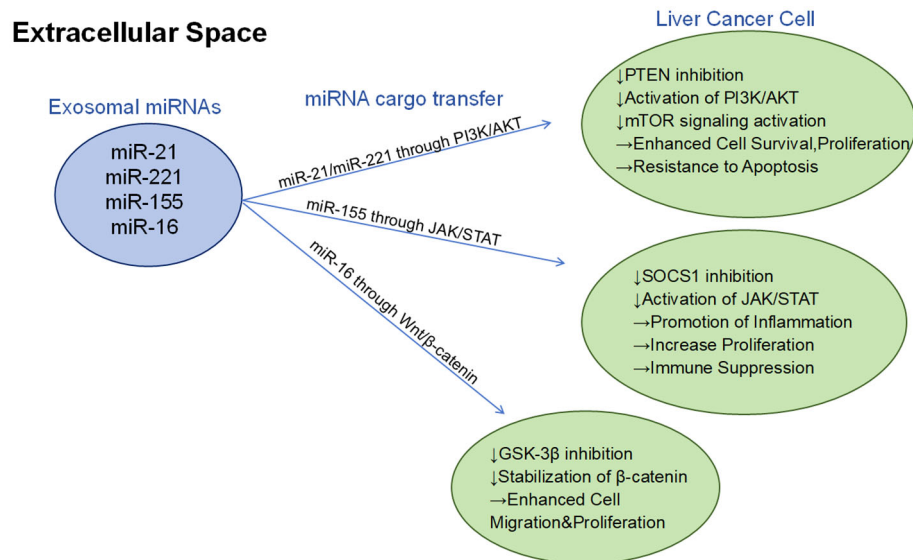 Extracellular Space
Liver Cancer Cell
Exosomal miRNAs
miRNA cargo transfer
miR-21
miR-221
miR-155
miR-16
miR-21/miR-221 through PI3K/AKT
miR-155 through JAK/STAT
miR-16 through Wnt/β-catenin
↓PTEN inhibition
↓Activation of PI3K/AKT
↓mTOR signaling activation
→Enhanced Cell Survival,Proliferation/
→Resistance to Apoptosis
↓SOCS1 inhibition
↓Activation of JAK/STAT
→Promotion of Inflammation
→Increase Proliferation
→Immune Suppression
↓GSK-3β inhibition
↓Stabilization of β-catenin
→Enhanced Cell
Migration&Proliferation